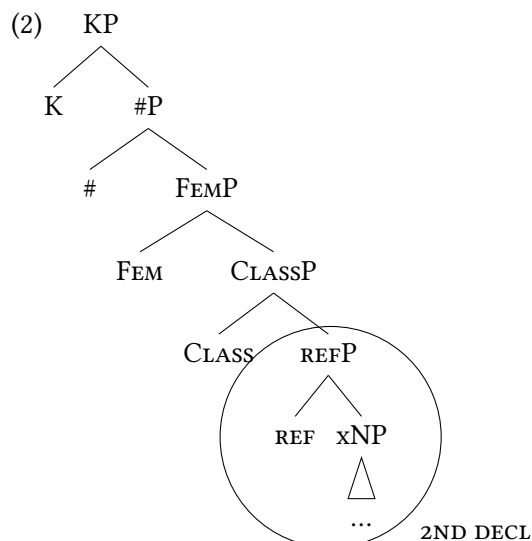 (2) KP
K #P
# FemP
Fem ClassP
Class refP
ref xNP
...
2nd decl